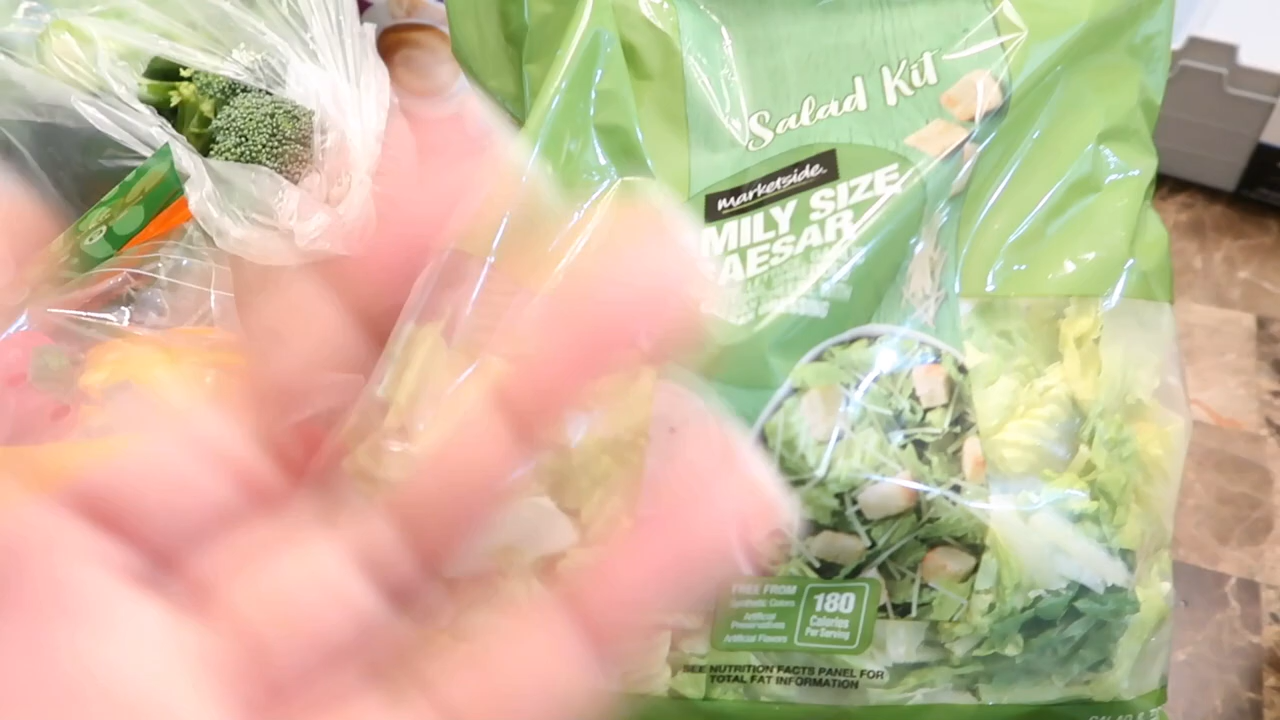 Salad Kit
marketside.
MILY SIZE
AESAR
FREE FROM
Synthetic Colors
Artificial
Preservatives
Artificial Flavors
180
Calories
Per Serving
SEE NUTRITION FACTS PANEL FOR
TOTAL FAT INFORMATION